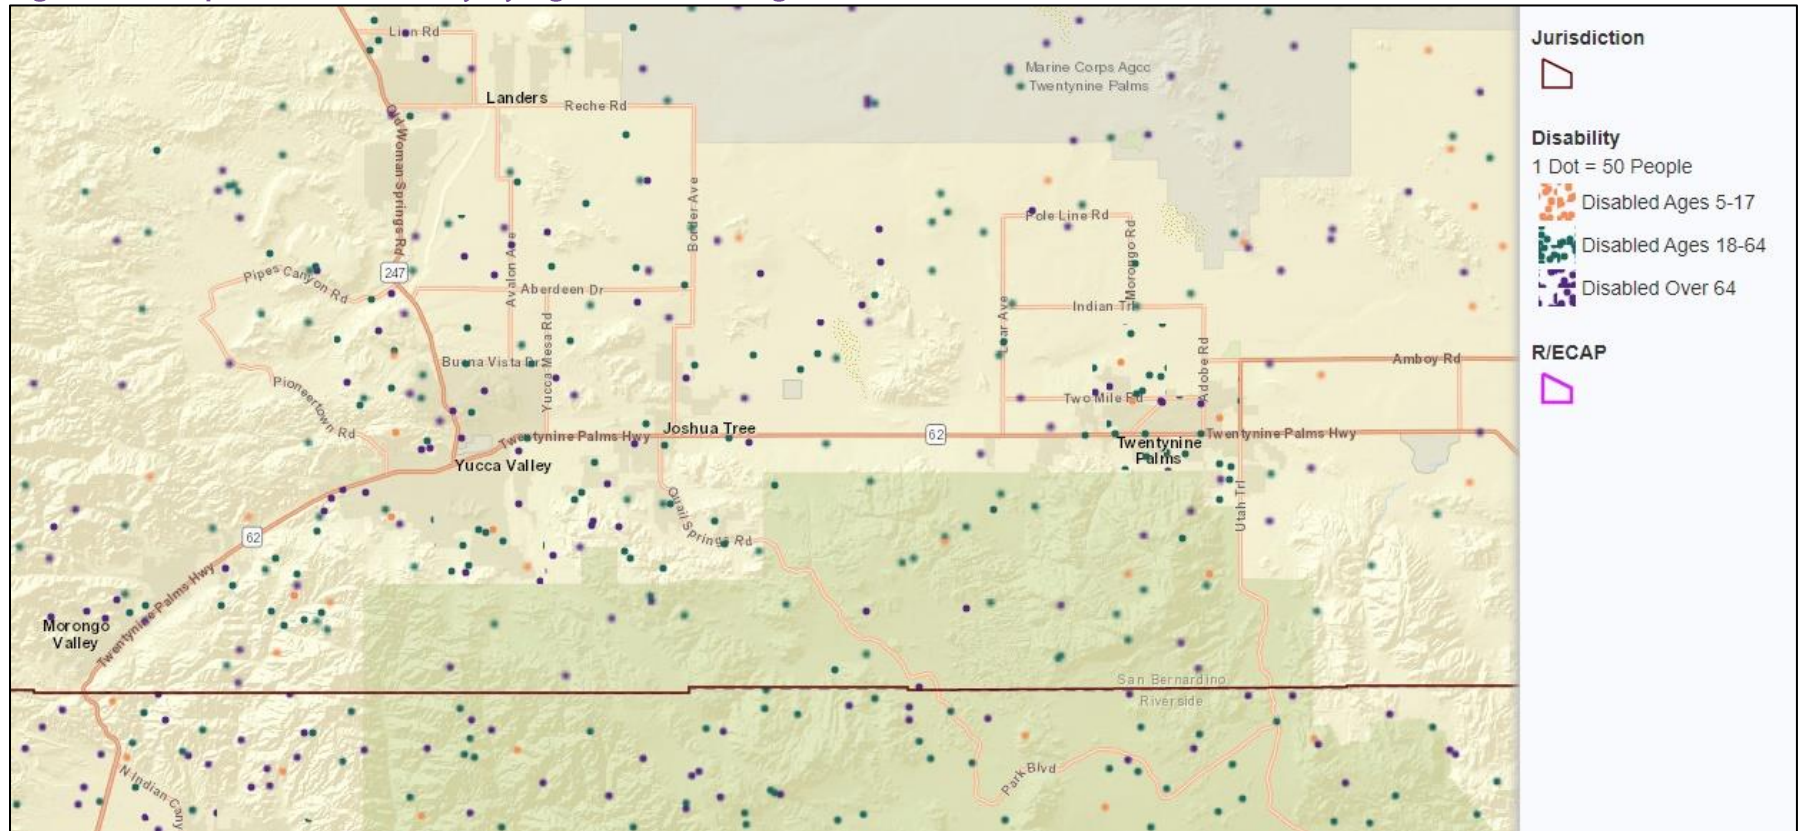 Lion Rd
Marine Corps Agcc
Twentynine Palms
Landers
Reche Rd
Old Woman Springs Rd
Border Ave
Avalon Ave
Pole Line Rd
Morongo Rd
247
Pipes Canyon Rd
Aberdeen Dr
Indian Trl
Lear Ave
Yucca Mesa Rd
Buena Vista Dr
Adobe Rd
Amboy Rd
Pioneertown Rd
Two Mile Rd
Twentynine Palms Hwy
Joshua Tree
62
Twentynine
Palms
Twentynine Palms Hwy
Yucca Valley
Quail Springs Rd
Utah Trl
62
Twentynine Palms Hwy
Morongo
Valley
San Bernardino
Riverside
Park Blvd
N Indian Cany
Jurisdiction
Disability
1 Dot = 50 People
Disabled Ages 5-17
Disabled Ages 18-64
Disabled Over 64
R/ECAP